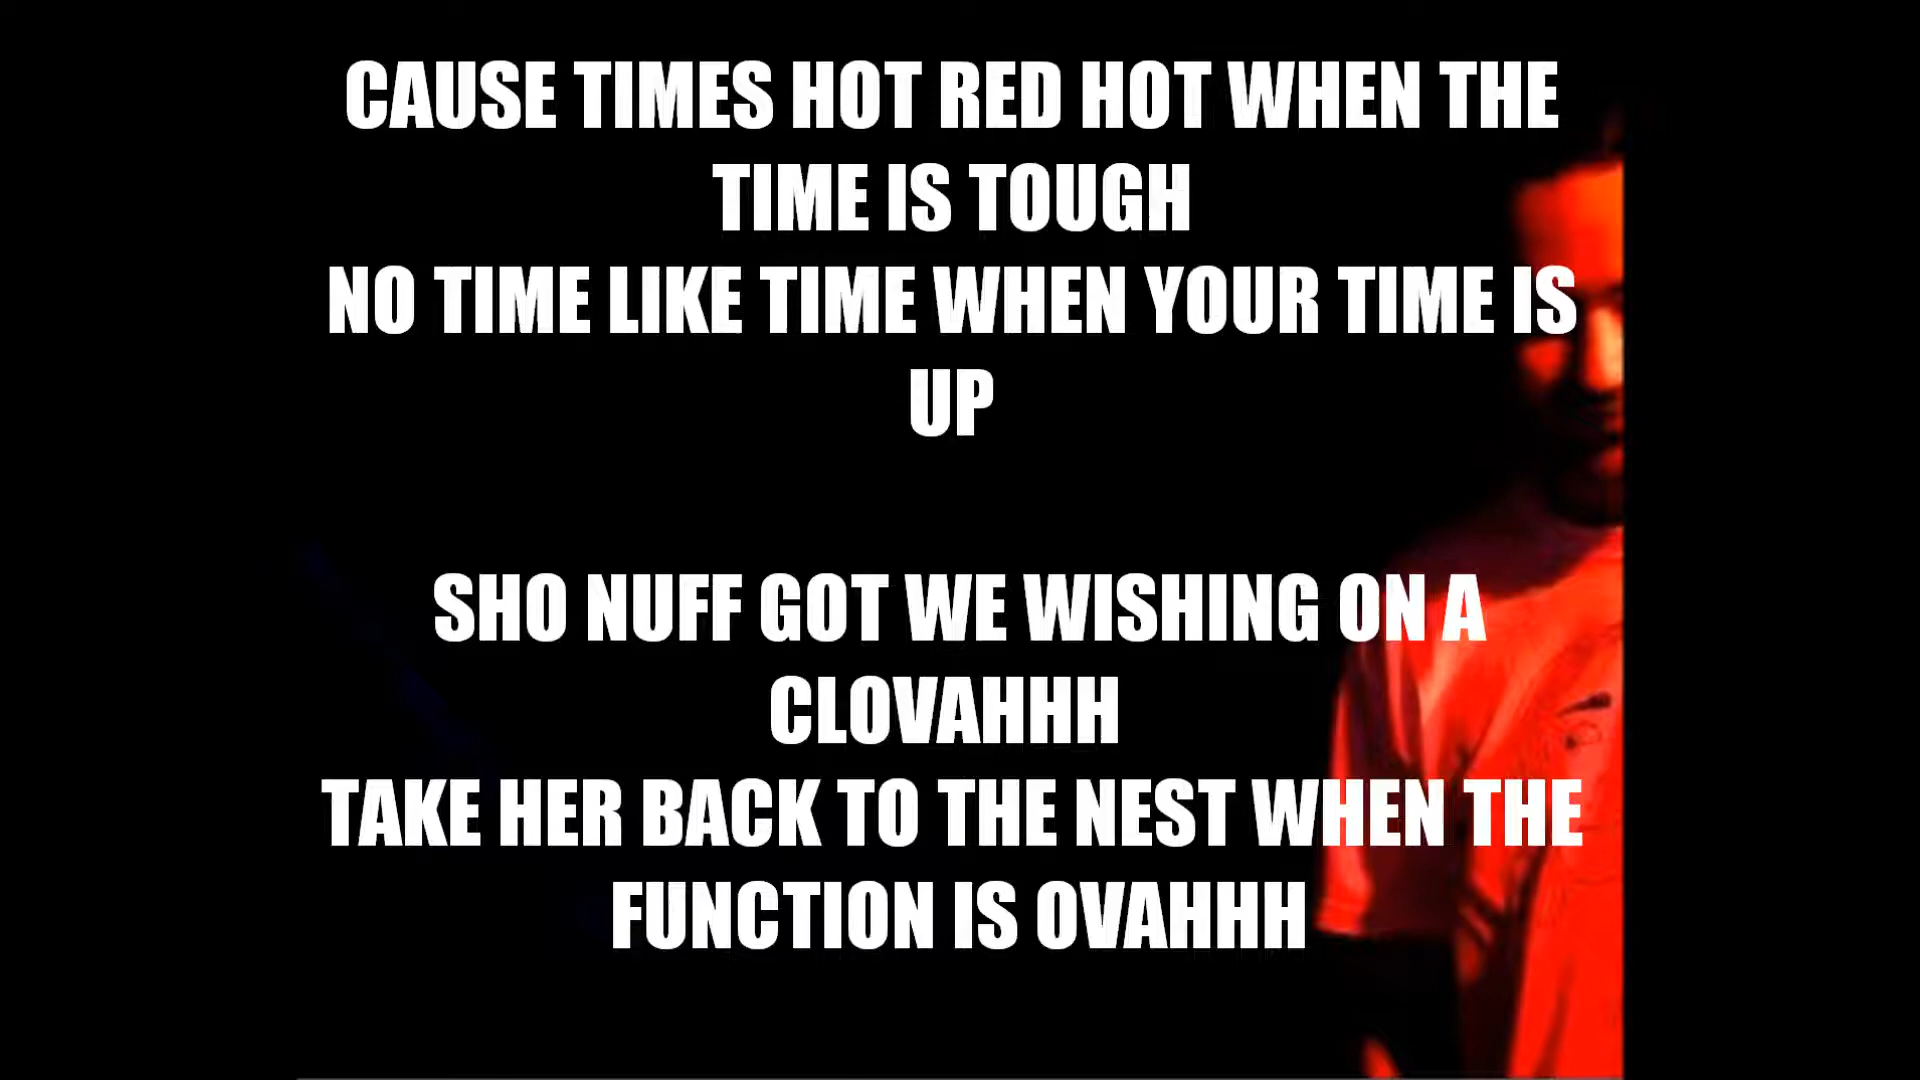 CAUSE TIMES HOT RED HOT WHEN THE
TIME IS TOUGH
NO TIME LIKE TIME WHEN YOUR TIME IS
UP
SHO NUFF GOT WE WISHING ON A
CLOVAHHH
TAKE HER BACK TO THE NEST WHEN THE
FUNCTION IS OVAHHH